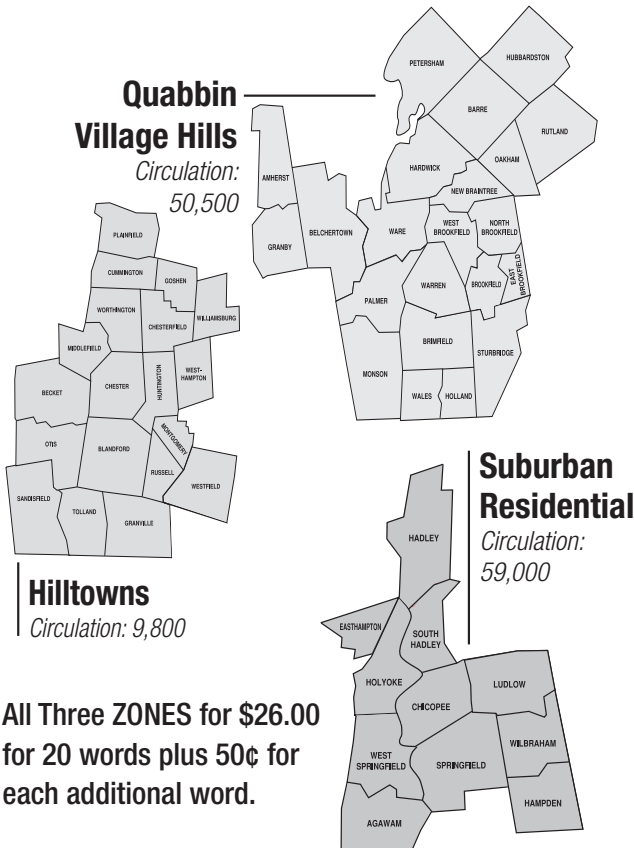 Quabbin
Village Hills
Circulation:
50,500
PETERSHAM
HUBBARDSTON
BARRE
RUTLAND
OAKHAM
HARDWICK
NEW BRAINTREE
AMHERST
GRANBY
BELCHERTOWN
WARE
WEST
BROOKFIELD
NORTH
BROOKFIELD
EAST
BROOKFIELD
BROOKFIELD
WARREN
PALMER
BRIMFIELD
STURBRIDGE
MONSON
WALES
HOLLAND
PLAINFIELD
CUMMINGTON
GOSHEN
WORTHINGTON
CHESTERFIELD
WILLIAMSBURG
MIDDLEFIELD
WEST-
HAMPTON
HUNTINGTON
CHESTER
BECKET
MONTGOMERY
OTIS
BLANDFORD
RUSSELL
WESTFIELD
SANDISFIELD
TOLLAND
GRANVILLE
Hilltowns
Circulation: 9,800
Suburban
Residential
Circulation:
59,000
HADLEY
EASTHAMPTON
SOUTH
HADLEY
HOLYOKE
CHICOPEE
LUDLOW
WEST
SPRINGFIELD
SPRINGFIELD
WILBRAHAM
HAMPDEN
AGAWAM
All Three ZONES for $26.00
for 20 words plus 50¢ for
each additional word.